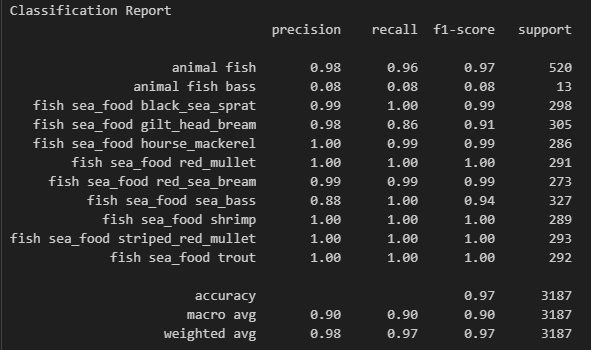 Classification Report
precision recall f1-score support
animal fish 0.98 0.96 0.97 520
animal fish bass 0.08 0.08 0.08 13
fish sea_food black_sea_sprat 0.99 1.00 0.99 298
fish sea_food gilt_head_bream 0.98 0.86 0.91 305
fish sea_food hourse_mackerel 1.00 0.99 0.99 286
fish sea_food red_mullet 1.00 1.00 1.00 291
fish sea_food red_sea_bream 0.99 0.99 0.99 273
fish sea_food sea_bass 0.88 1.00 0.94 327
fish sea_food shrimp 1.00 1.00 1.00 289
fish sea_food striped_red_mullet 1.00 1.00 1.00 293
fish sea_food trout 1.00 1.00 1.00 292
accuracy 0.97 3187
macro avg 0.90 0.90 0.90 3187
weighted avg 0.98 0.97 0.97 3187